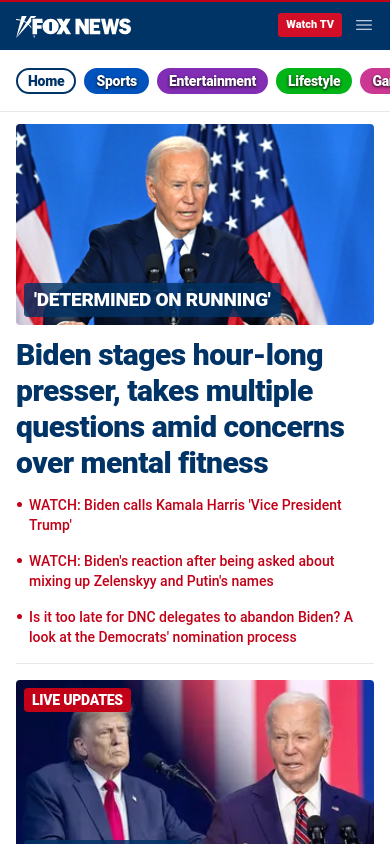 FOX NEWS
Watch TV
Home
Sports
Entertainment
Lifestyle
'DETERMINED ON RUNNING'
Biden stages hour-long
presser, takes multiple
questions amid concerns
over mental fitness
WATCH: Biden calls Kamala Harris 'Vice President
Trump'
WATCH: Biden's reaction after being asked about
mixing up Zelenskyy and Putin's names
Is it too late for DNC delegates to abandon Biden? A
look at the Democrats' nomination process
LIVE UPDATES